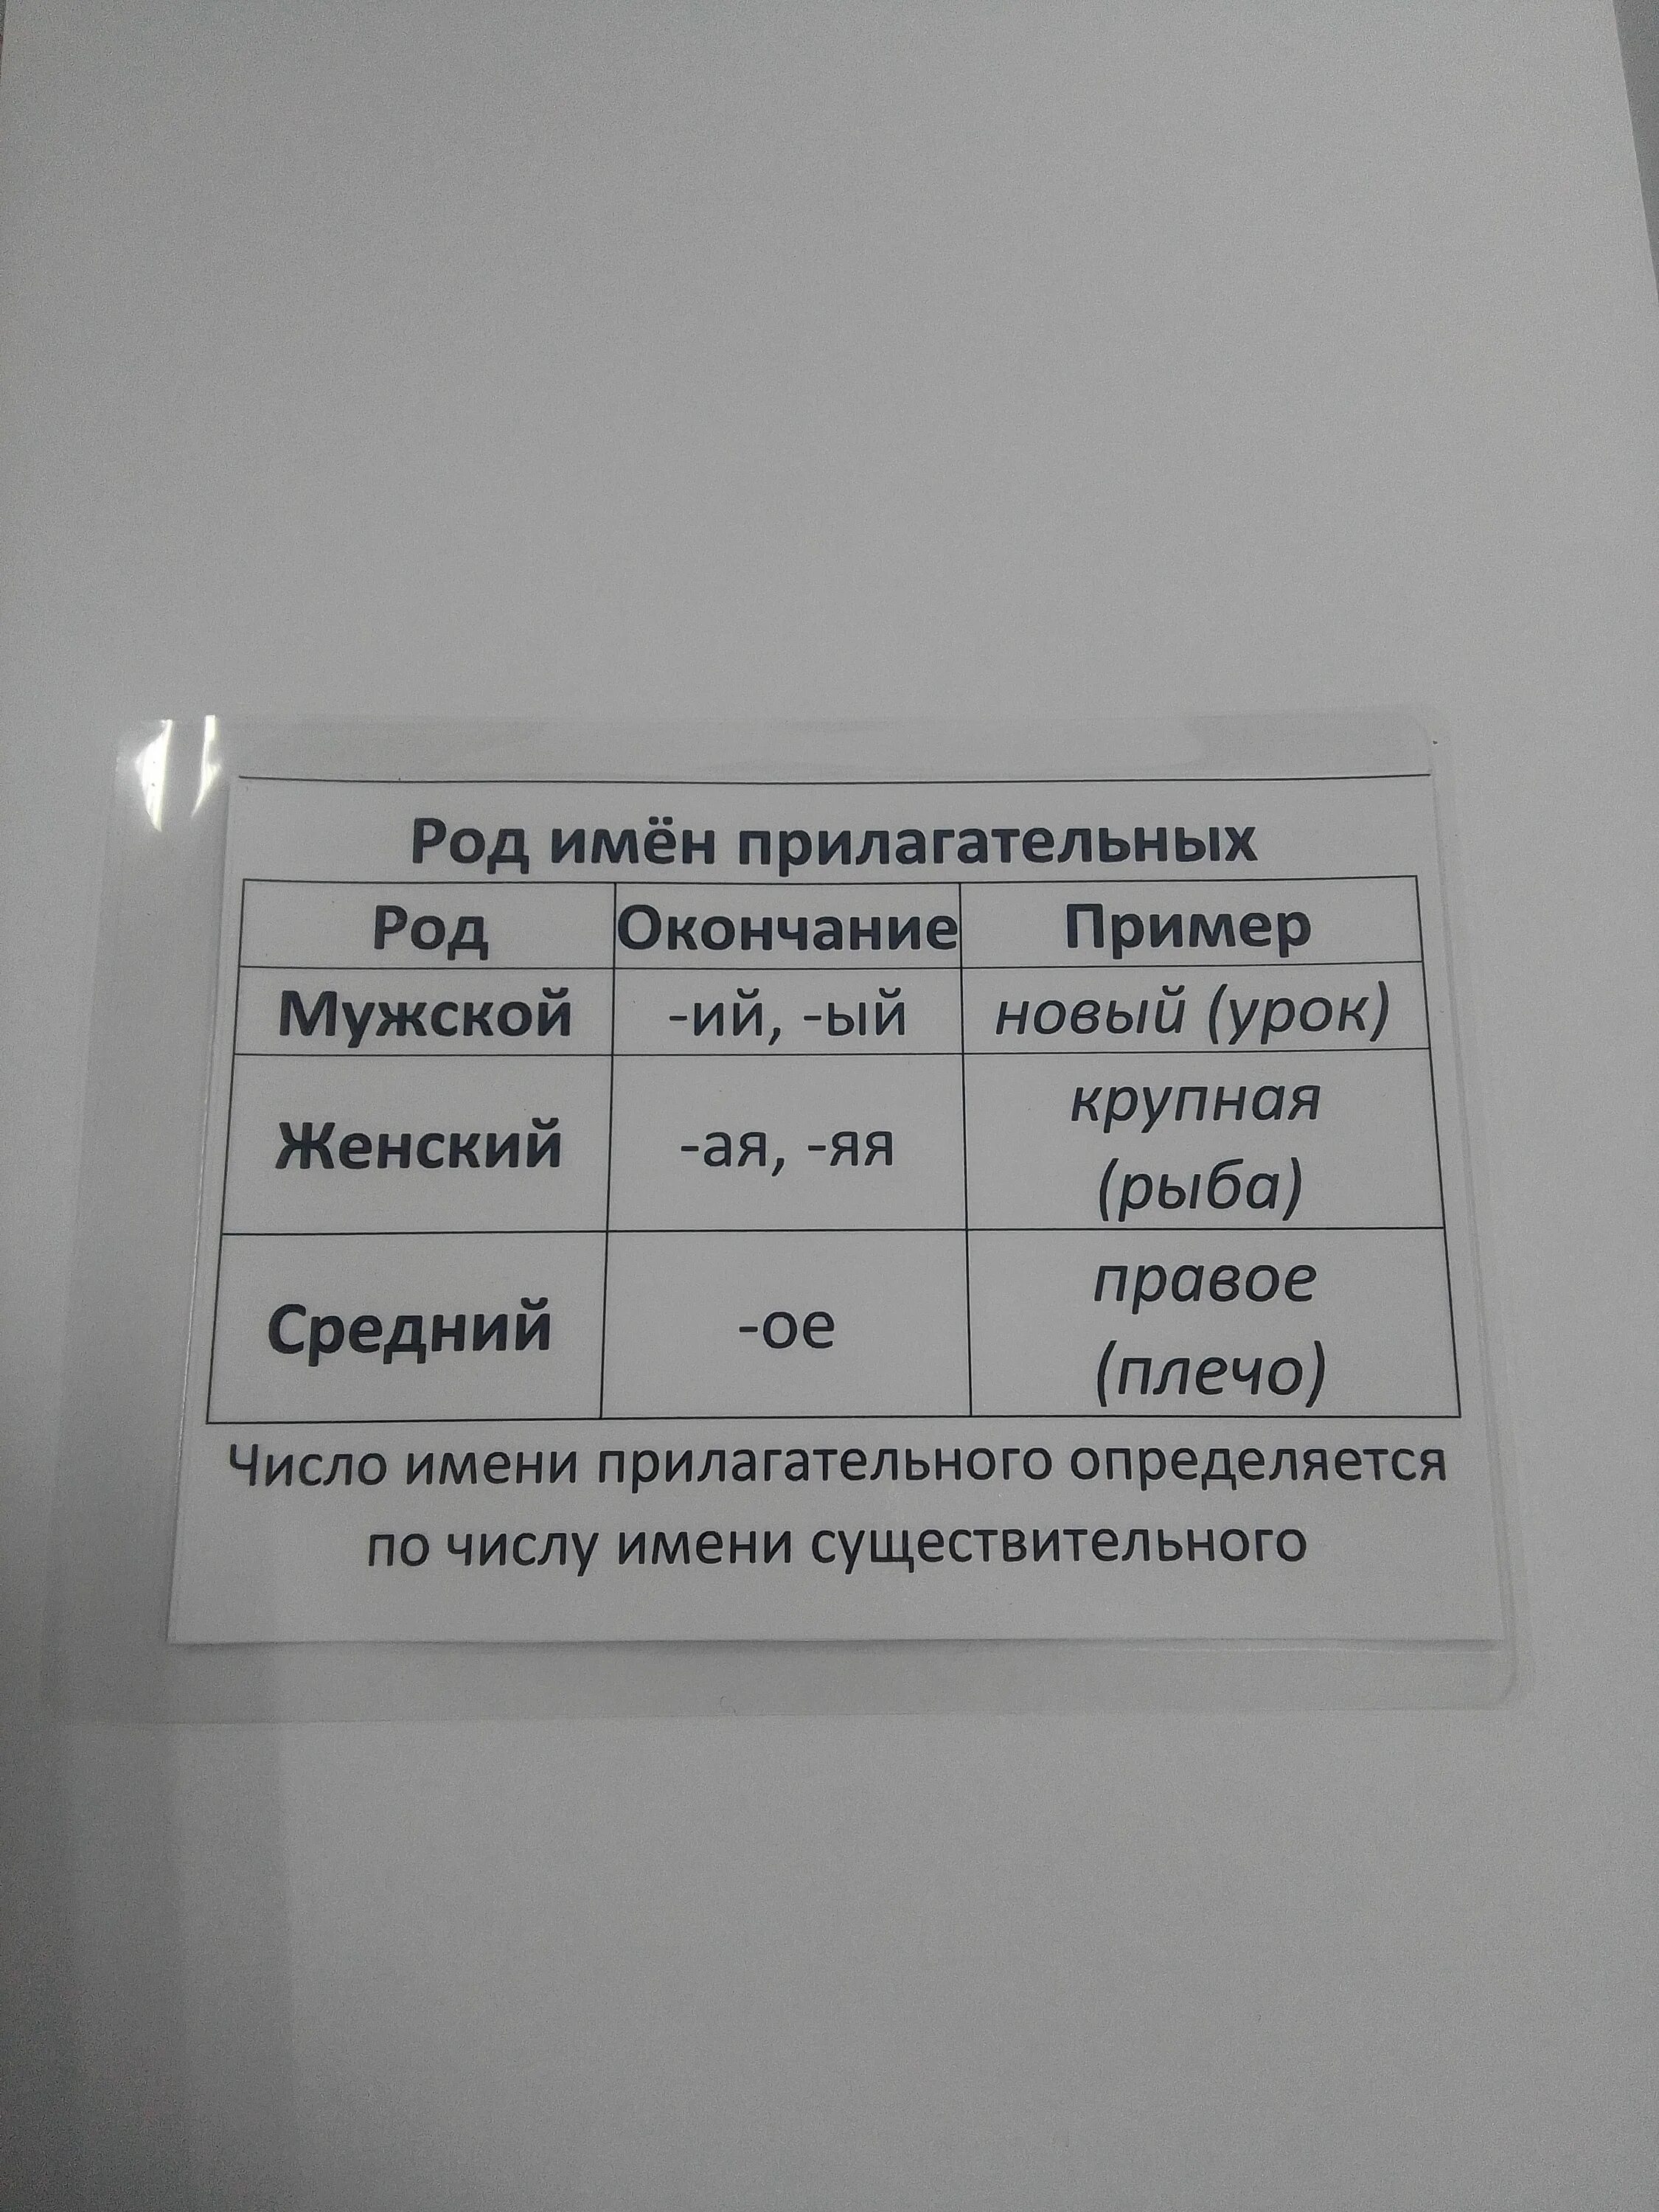 Род имён прилагательных
Род Окончание Пример
Мужской -ий, -ый новый (урок)
Женский -ая, -яя крупная
(рыба)
Средний -ое правое
(плечо)
Число имени прилагательного определяется
по числу имени существительного